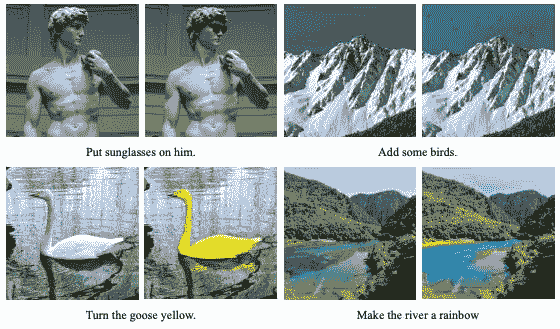 Put sunglasses on him.
Add some birds.
Turn the goose yellow.
Make the river a rainbow